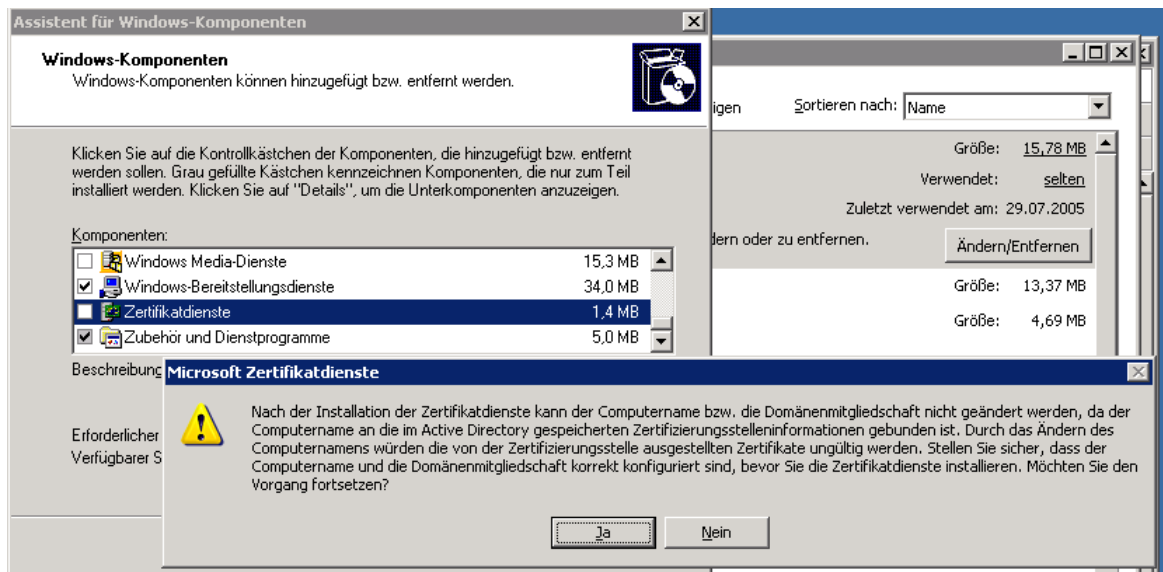 Assistent für Windows-Komponenten
Windows-Komponenten
Windows-Komponenten können hinzugefügt bzw. entfernt werden.
igen
Sortieren nach: Name
Klicken Sie auf die Kontrollkästchen der Komponenten, die hinzugefügt bzw. entfernt
werden sollen. Grau gefüllte Kästchen kennzeichnen Komponenten, die nur zum Teil
installiert werden. Klicken Sie auf "Details", um die Unterkomponenten anzuzeigen.
Größe: 15,78 MB
Verwendet: selten
Zuletzt verwendet am: 29.07.2005
dern oder zu entfernen.
Ändern/Entfernen
Komponenten:
Windows Media-Dienste 15,3 MB
Windows-Bereitstellungsdienste 34,0 MB
Zertifikatdienste 1,4 MB
Zubehör und Dienstprogramme 5,0 MB
Größe: 13,37 MB
Größe: 4,69 MB
Beschreibung
Erforderlicher
Verfügbarer S
Microsoft Zertifikatdienste
Nach der Installation der Zertifikatdienste kann der Computername bzw. die Domänenmitgliedschaft nicht geändert werden, da der
Computername an die im Active Directory gespeicherten Zertifizierungsstelleninformationen gebunden ist. Durch das Ändern des
Computernamens würden die von der Zertifizierungsstelle ausgestellten Zertifikate ungültig werden. Stellen Sie sicher, dass der
Computername und die Domänenmitgliedschaft korrekt konfiguriert sind, bevor Sie die Zertifikatdienste installieren. Möchten Sie den
Vorgang fortsetzen?
Ja
Nein